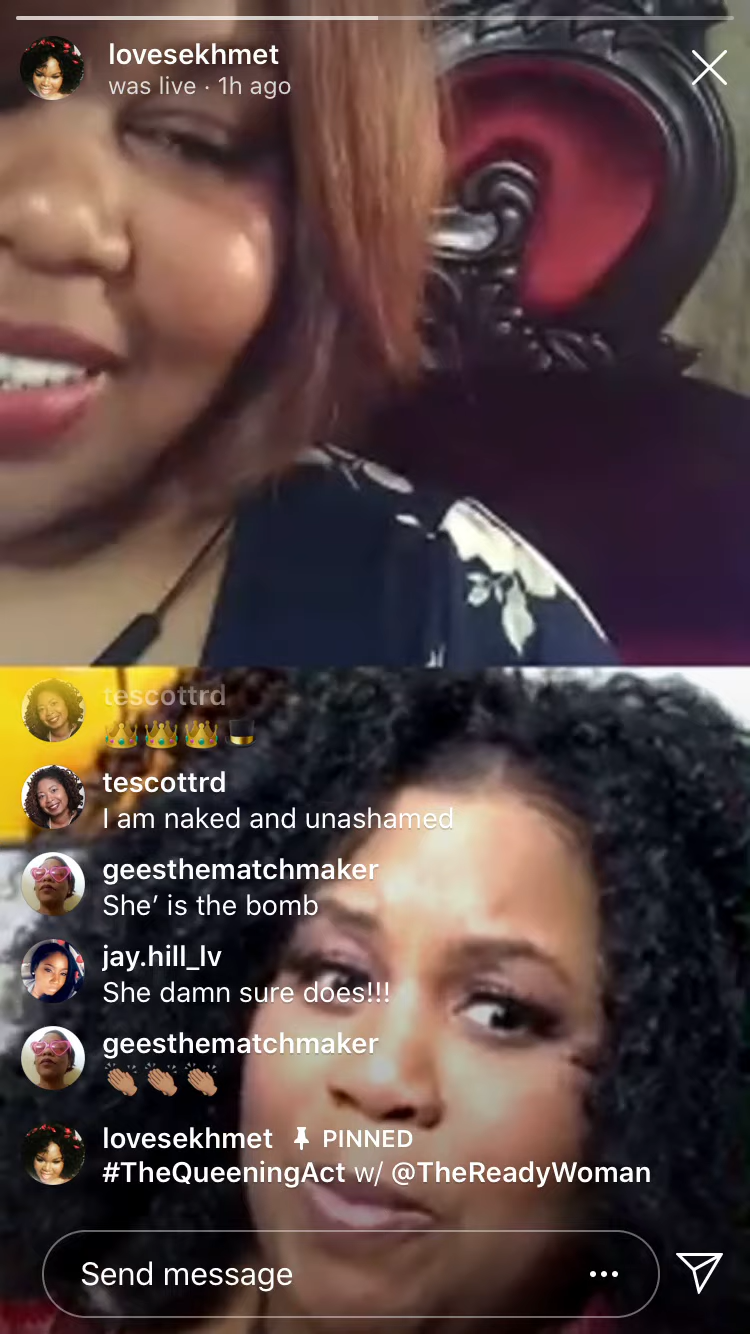 lovesekhmet
was live · 1h ago
tescottrd
👑👑👑🎩
tescottrd
I am naked and unashamed
geesthematchmaker
She’ is the bomb
jay.hill_lv
She damn sure does!!!
geesthematchmaker
👏🏽👏🏽👏🏽
lovesekhmet 📌 PINNED
#TheQueeningAct w/ @TheReadyWoman
Send message